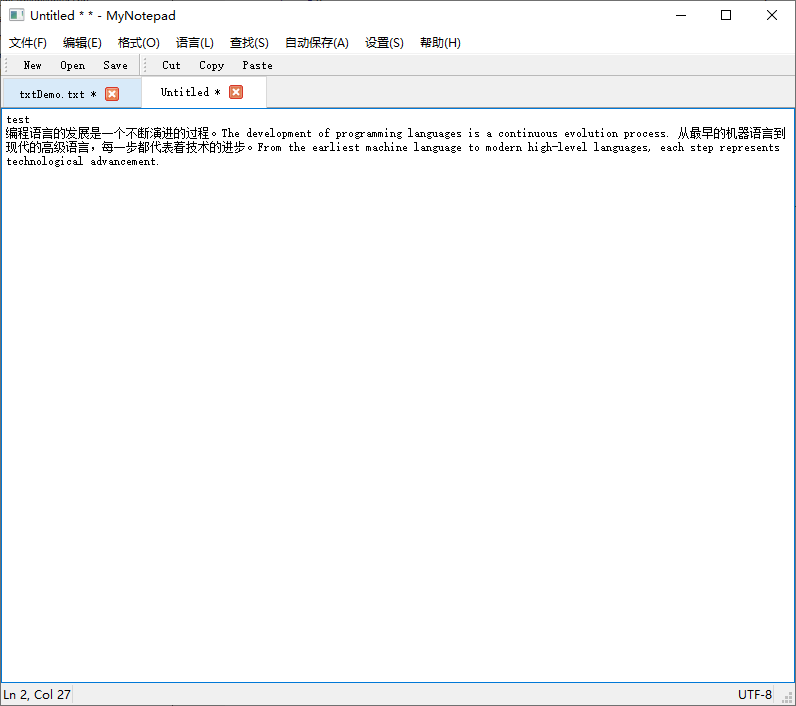 Untitled * * - MyNotepad
文件(F) 编辑(E) 格式(O) 语言(L) 查找(S) 自动保存(A) 设置(S) 帮助(H)
New Open Save Cut Copy Paste
txtDemo.txt * Untitled *
test
编程语言的发展是一个不断演进的过程。The development of programming languages is a continuous evolution process. 从最早的机器语言到
现代的高级语言，每一步都代表着技术的进步。From the earliest machine language to modern high-level languages, each step represents
technological advancement.
Ln 2, Col 27 UTF-8